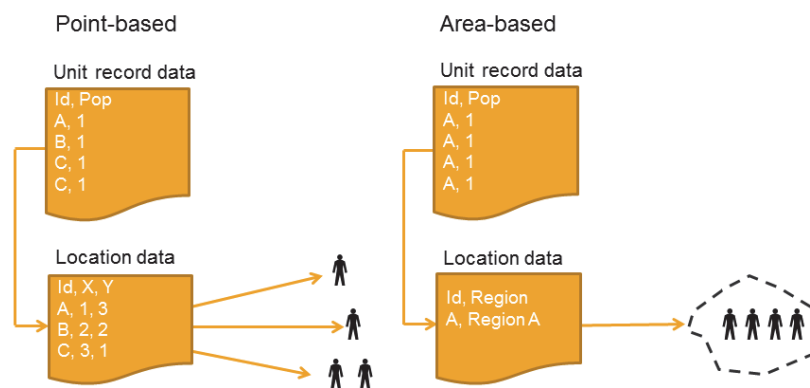 Point-based
Unit record data
Id, Pop
A, 1
B, 1
C, 1
C, 1
Location data
Id, X, Y
A, 1, 3
B, 2, 2
C, 3, 1
Area-based
Unit record data
Id, Pop
A, 1
A, 1
A, 1
A, 1
Location data
Id, Region
A, Region A